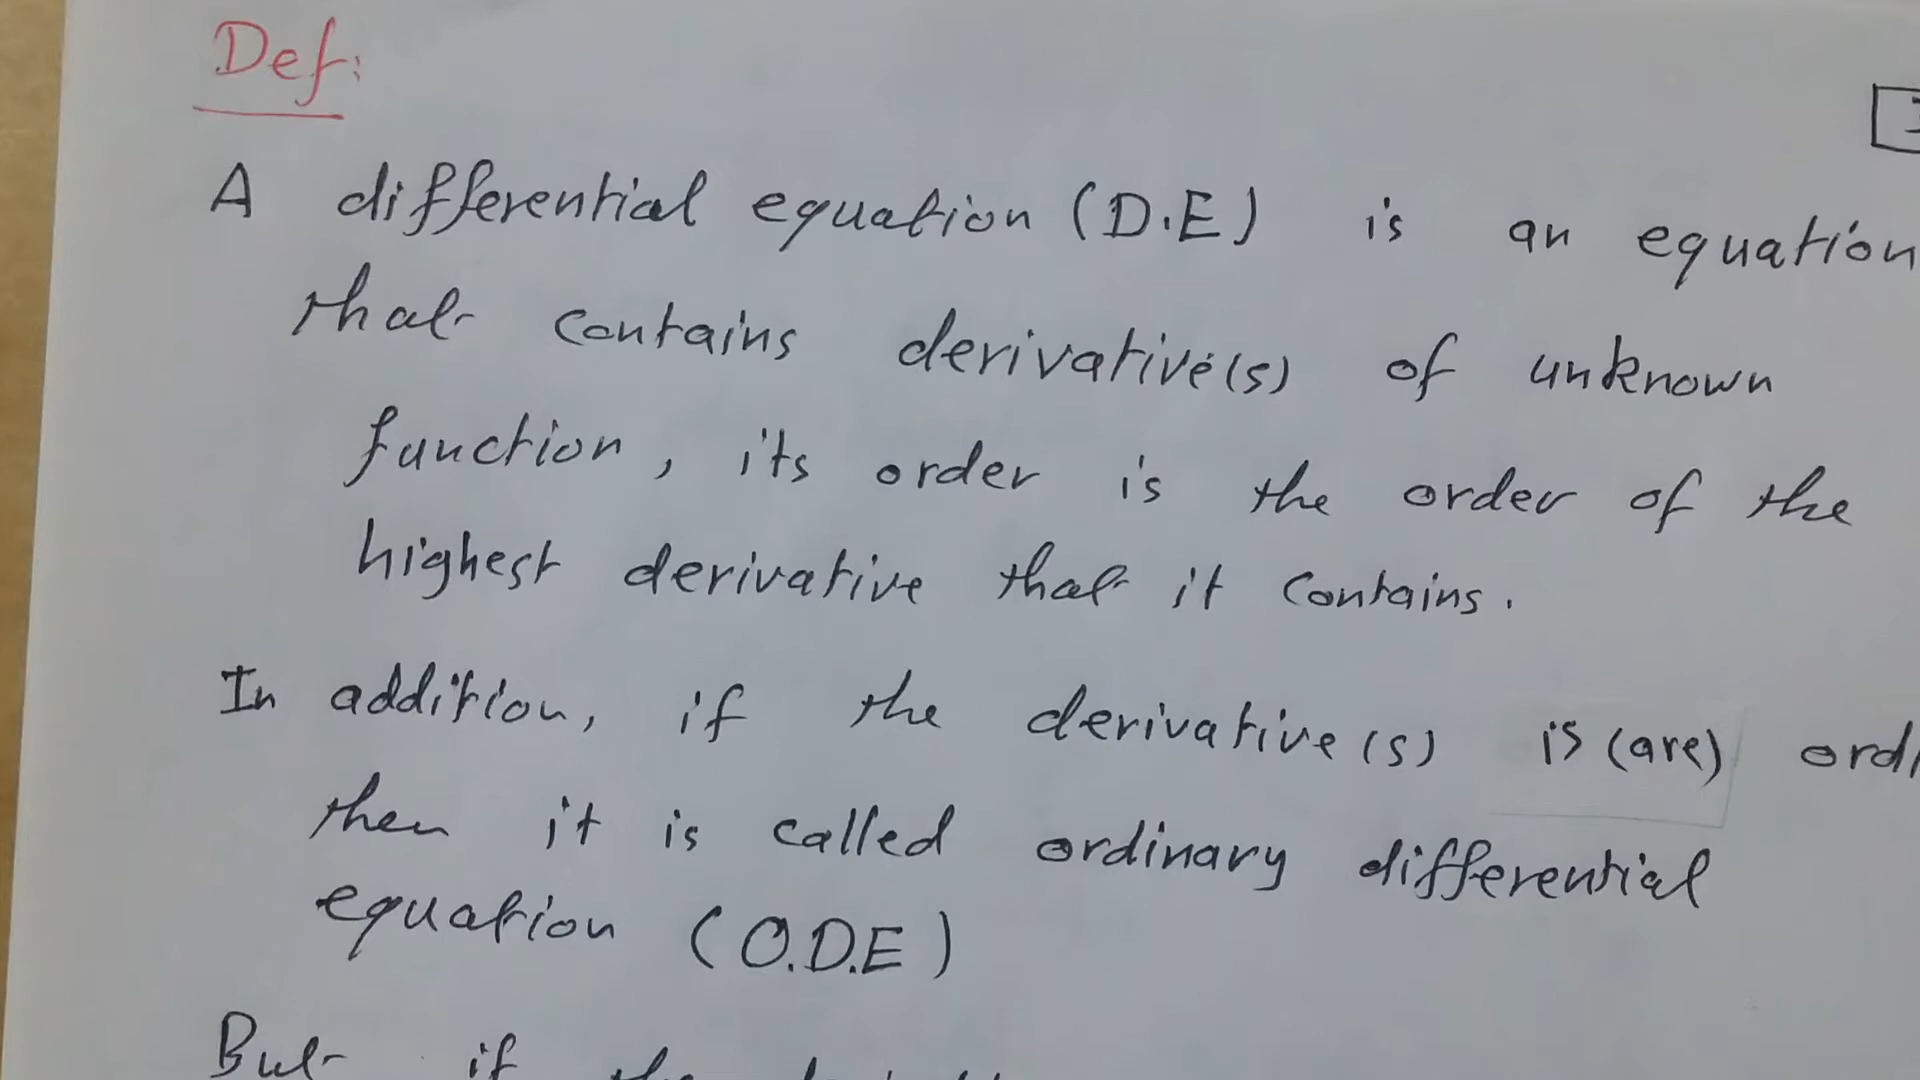 Def:
A differential equation (D.E) is an equation
that contains derivative(s) of unknown
function, its order is the order of the
highest derivative that it contains.
In addition, if the derivative(s) is (are)
then it is called ordinary differential
equation (O.D.E)
But if the